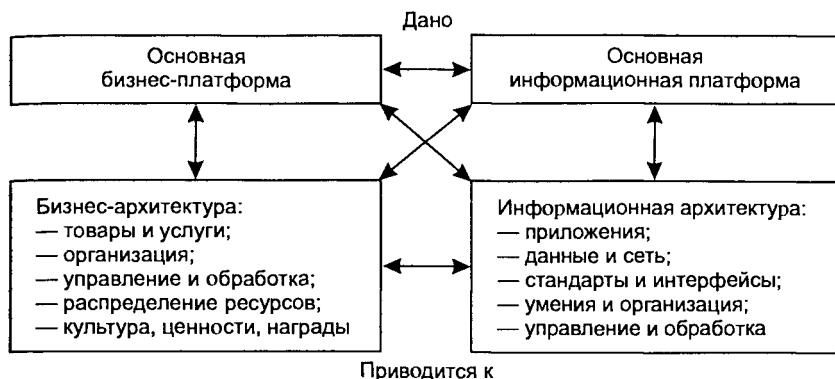 Дано
Основная
бизнес-платформа
Основная
информационная платформа
Бизнес-архитектура:
— товары и услуги;
— организация;
— управление и обработка;
— распределение ресурсов;
— культура, ценности, награды
Информационная архитектура:
— приложения;
— данные и сеть;
— стандарты и интерфейсы;
— умения и организация;
— управление и обработка
Приводится к